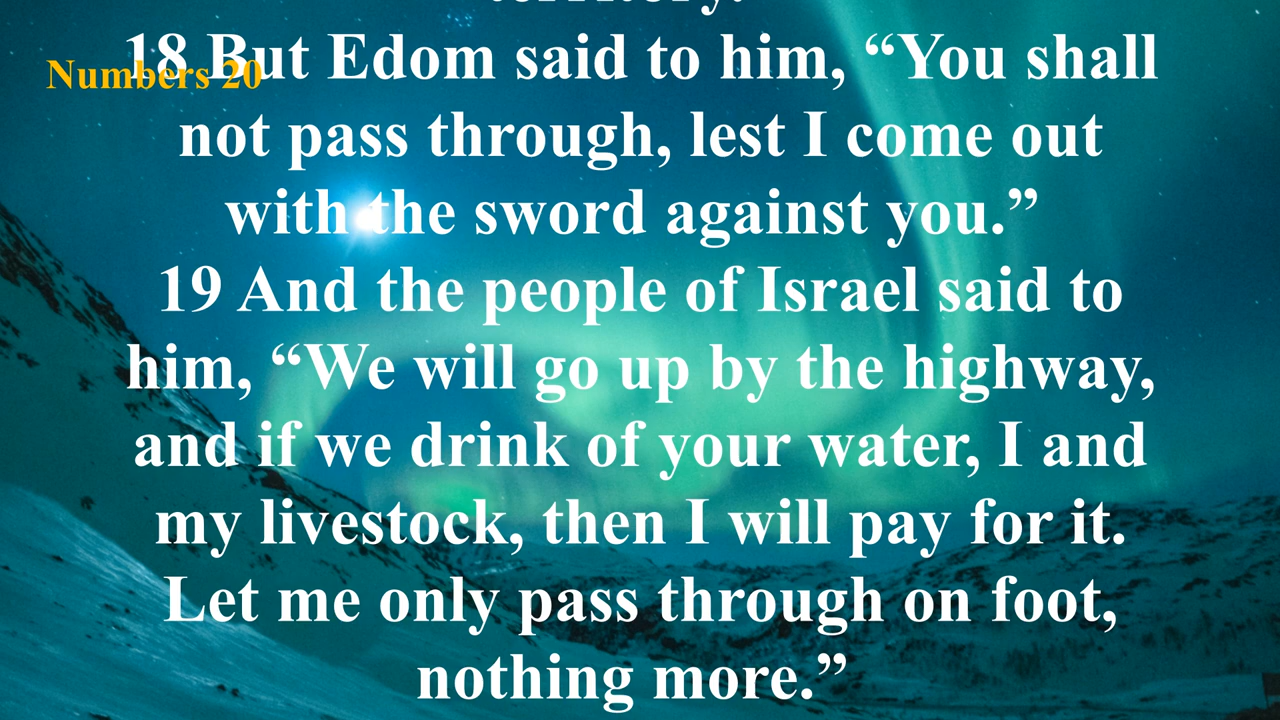 territory."
18 But Edom said to him, “You shall
Numbers 20
not pass through, lest I come out
with the sword against you.”
19 And the people of Israel said to
him, “We will go up by the highway,
and if we drink of your water, I and
my livestock, then I will pay for it.
Let me only pass through on foot,
nothing more.”